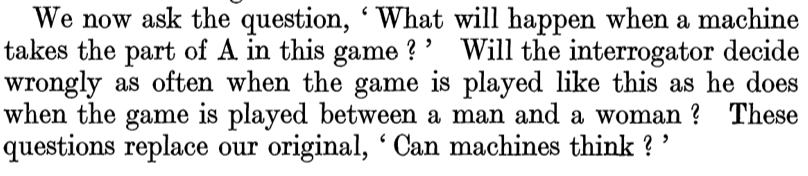 We now ask the question, ‘ What will happen when a machine
takes the part of A in this game ? ’ Will the interrogator decide
wrongly as often when the game is played like this as he does
when the game is played between a man and a woman ? These
questions replace our original, ‘ Can machines think ? ’